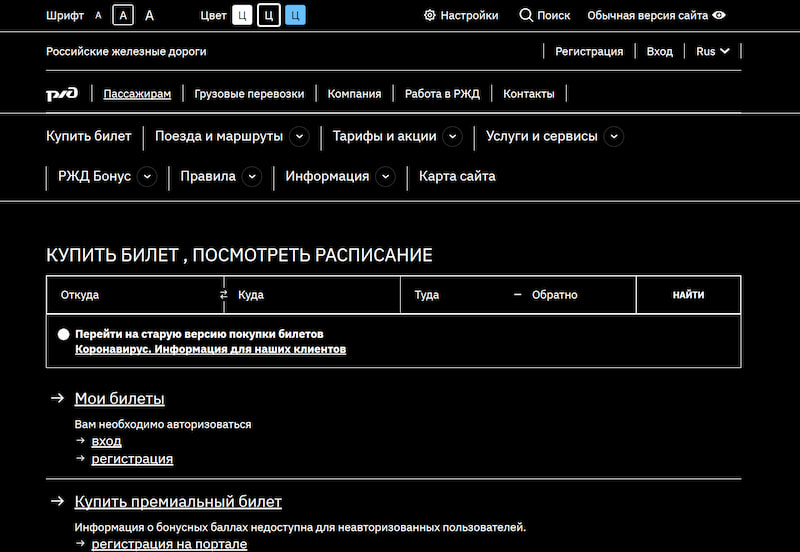 Шрифт А А А Цвет Ц Ц Ц Настройки Поиск Обычная версия сайта
Российские железные дороги Регистрация Вход Rus
ржд Пассажирам Грузовые перевозки Компания Работа в РЖД Контакты
Купить билет Поезда и маршруты Тарифы и акции Услуги и сервисы
РЖД Бонус Правила Информация Карта сайта
КУПИТЬ БИЛЕТ , ПОСМОТРЕТЬ РАСПИСАНИЕ
Откуда Куда Туда – Обратно НАЙТИ
Перейти на старую версию покупки билетов
Коронавирус. Информация для наших клиентов
Мои билеты
Вам необходимо авторизоваться
вход
регистрация
Купить премиальный билет
Информация о бонусных баллах недоступна для неавторизованных пользователей.
регистрация на портале